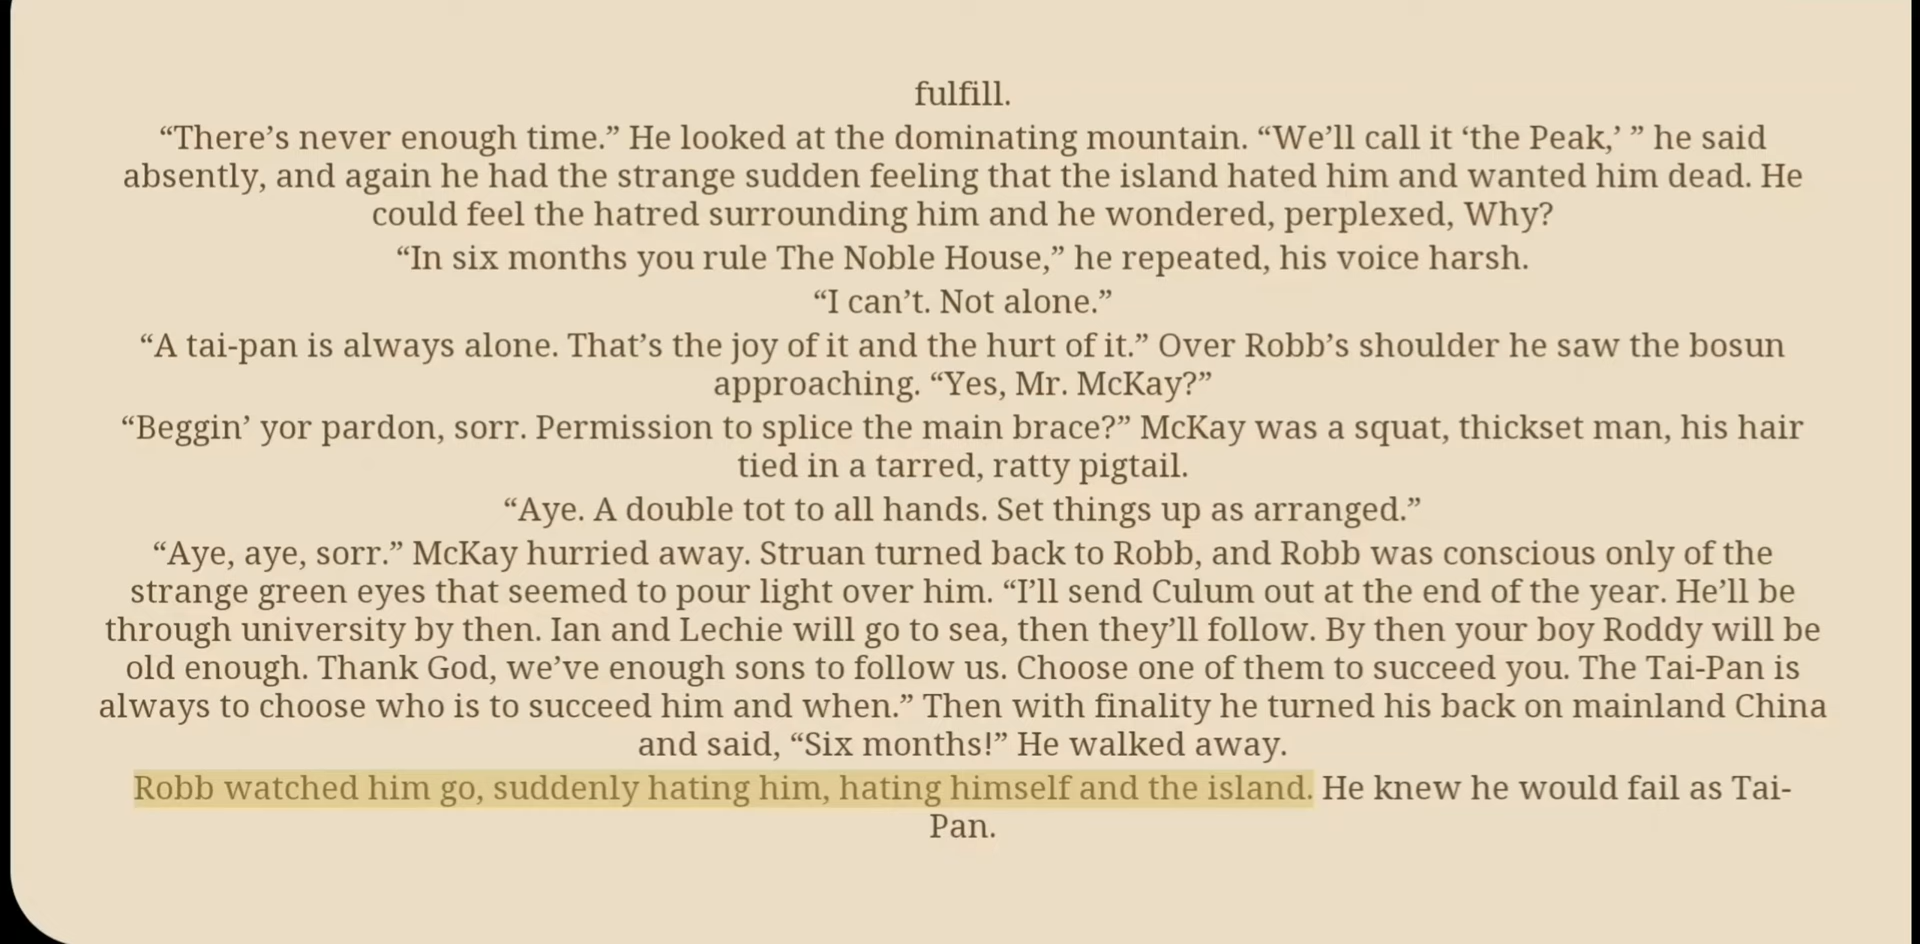 fulfill.
“There’s never enough time.” He looked at the dominating mountain. “We’ll call it ‘the Peak,’ ” he said
absently, and again he had the strange sudden feeling that the island hated him and wanted him dead. He
could feel the hatred surrounding him and he wondered, perplexed, Why?
“In six months you rule The Noble House,” he repeated, his voice harsh.
“I can’t. Not alone.”
“A tai-pan is always alone. That’s the joy of it and the hurt of it.” Over Robb’s shoulder he saw the bosun
approaching. “Yes, Mr. McKay?”
“Beggin’ yor pardon, sorr. Permission to splice the main brace?” McKay was a squat, thickset man, his hair
tied in a tarred, ratty pigtail.
“Aye. A double tot to all hands. Set things up as arranged.”
“Aye, aye, sorr.” McKay hurried away. Struan turned back to Robb, and Robb was conscious only of the
strange green eyes that seemed to pour light over him. “I’ll send Culum out at the end of the year. He’ll be
through university by then. Ian and Lechie will go to sea, then they’ll follow. By then your boy Roddy will be
old enough. Thank God, we’ve enough sons to follow us. Choose one of them to succeed you. The Tai-Pan is
always to choose who is to succeed him and when.” Then with finality he turned his back on mainland China
and said, “Six months!” He walked away.
Robb watched him go, suddenly hating him, hating himself and the island. He knew he would fail as Tai-
Pan.